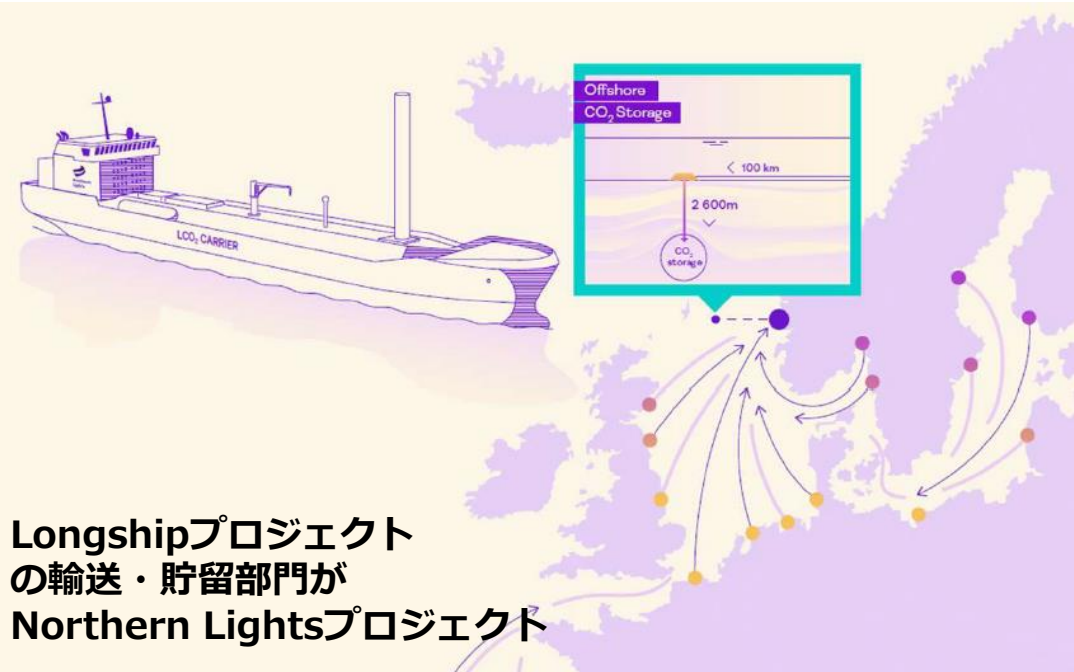 Offshore
CO₂ Storage
< 100 km
2 600m
CO₂
storage
LCO₂ CARRIER
Longshipプロジェクト
の輸送・貯留部門が
Northern Lightsプロジェクト